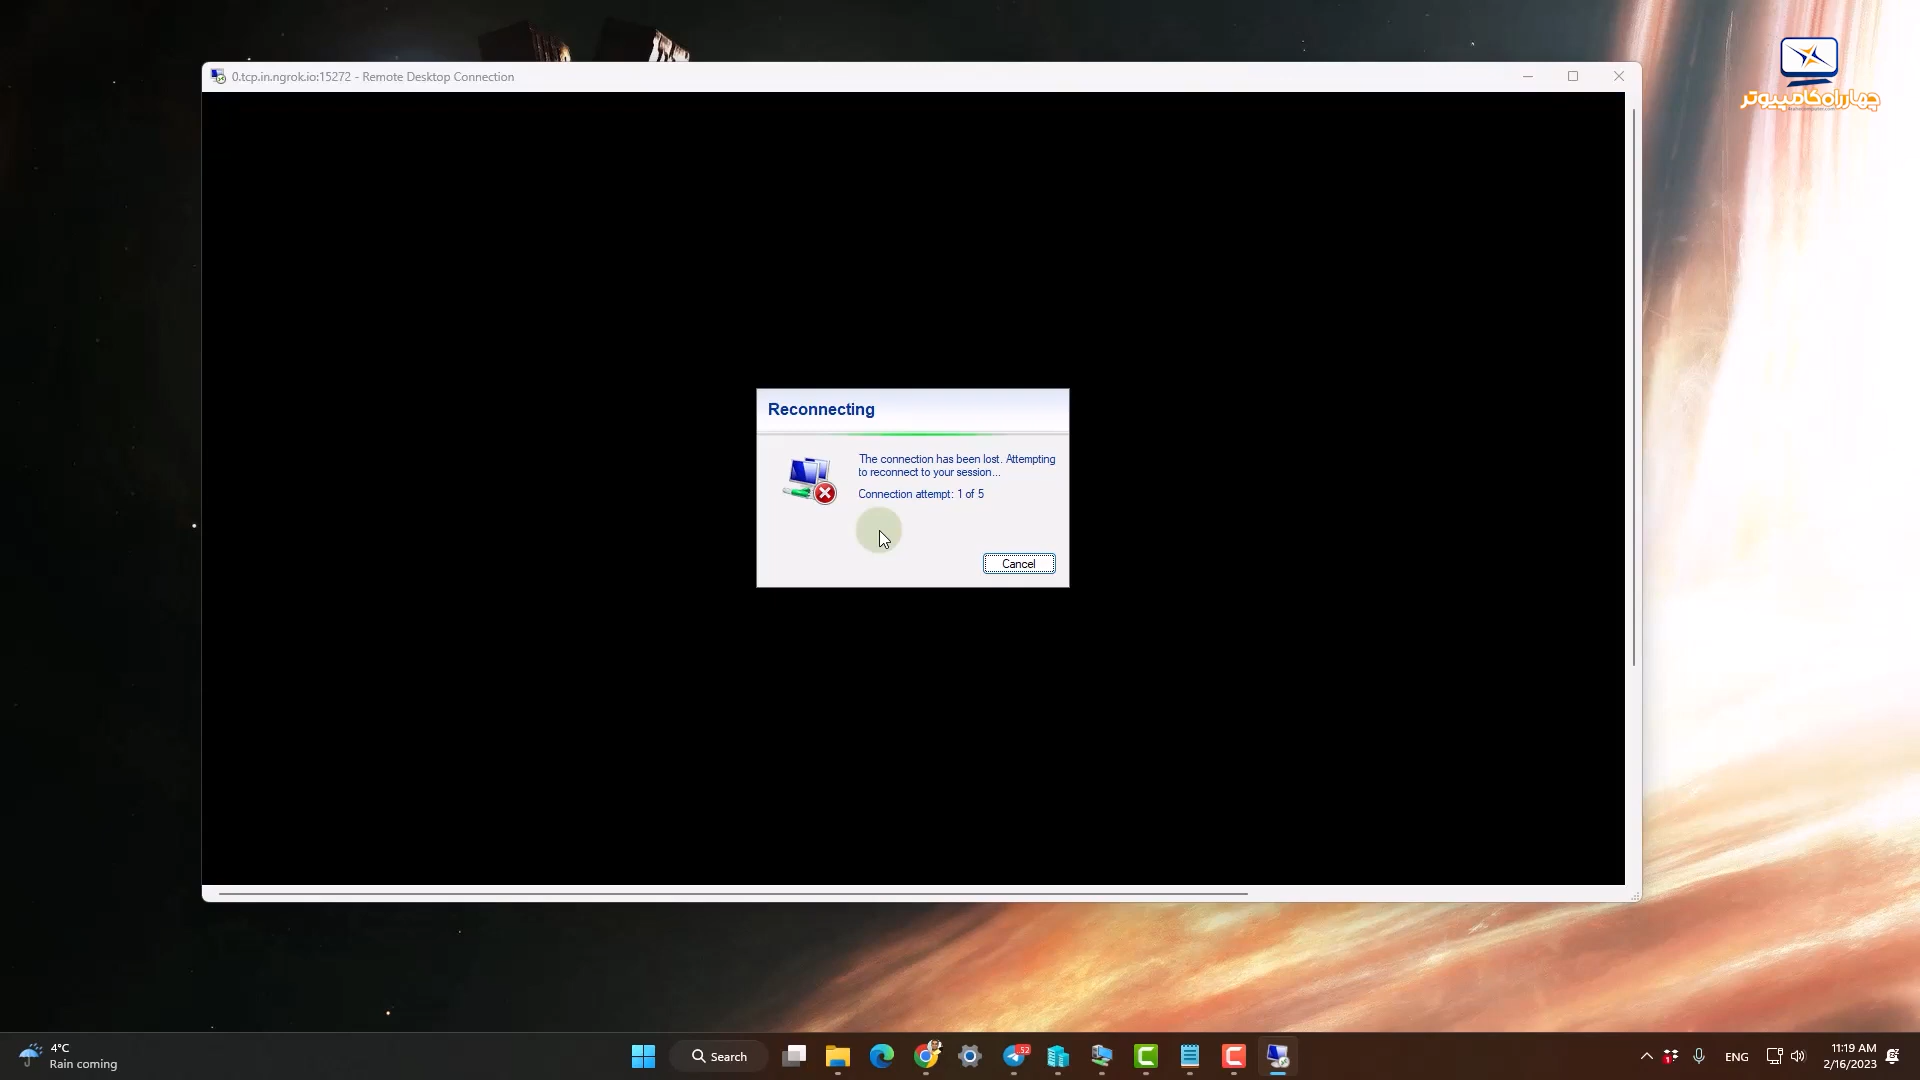 0.tcp.in.ngrok.io:15272 - Remote Desktop Connection
چهارراه کامپیوتر
Reconnecting
The connection has been lost. Attempting
to reconnect to your session...
Connection attempt: 1 of 5
Cancel
4°C
Rain coming
Search
52
1
ENG
11:19 AM
2/16/2023